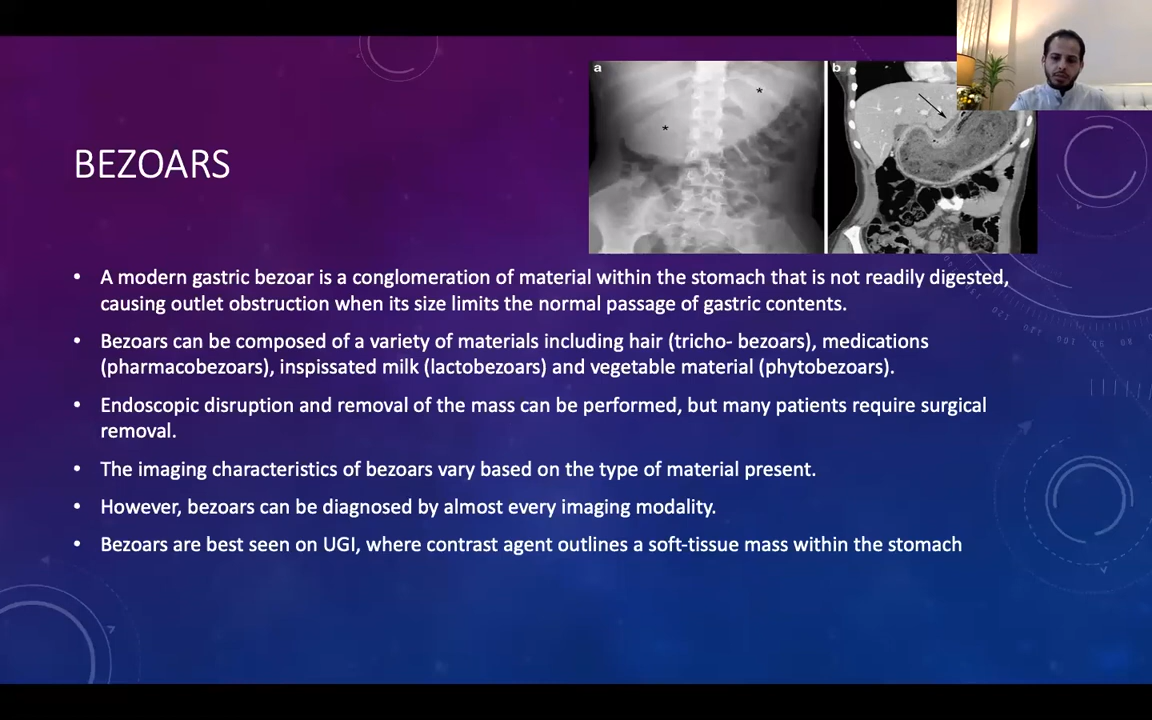 a
*
*
b
BEZOARS
• A modern gastric bezoar is a conglomeration of material within the stomach that is not readily digested,
causing outlet obstruction when its size limits the normal passage of gastric contents.
• Bezoars can be composed of a variety of materials including hair (tricho- bezoars), medications
(pharmacobezoars), inspissated milk (lactobezoars) and vegetable material (phytobezoars).
• Endoscopic disruption and removal of the mass can be performed, but many patients require surgical
removal.
• The imaging characteristics of bezoars vary based on the type of material present.
• However, bezoars can be diagnosed by almost every imaging modality.
• Bezoars are best seen on UGI, where contrast agent outlines a soft-tissue mass within the stomach